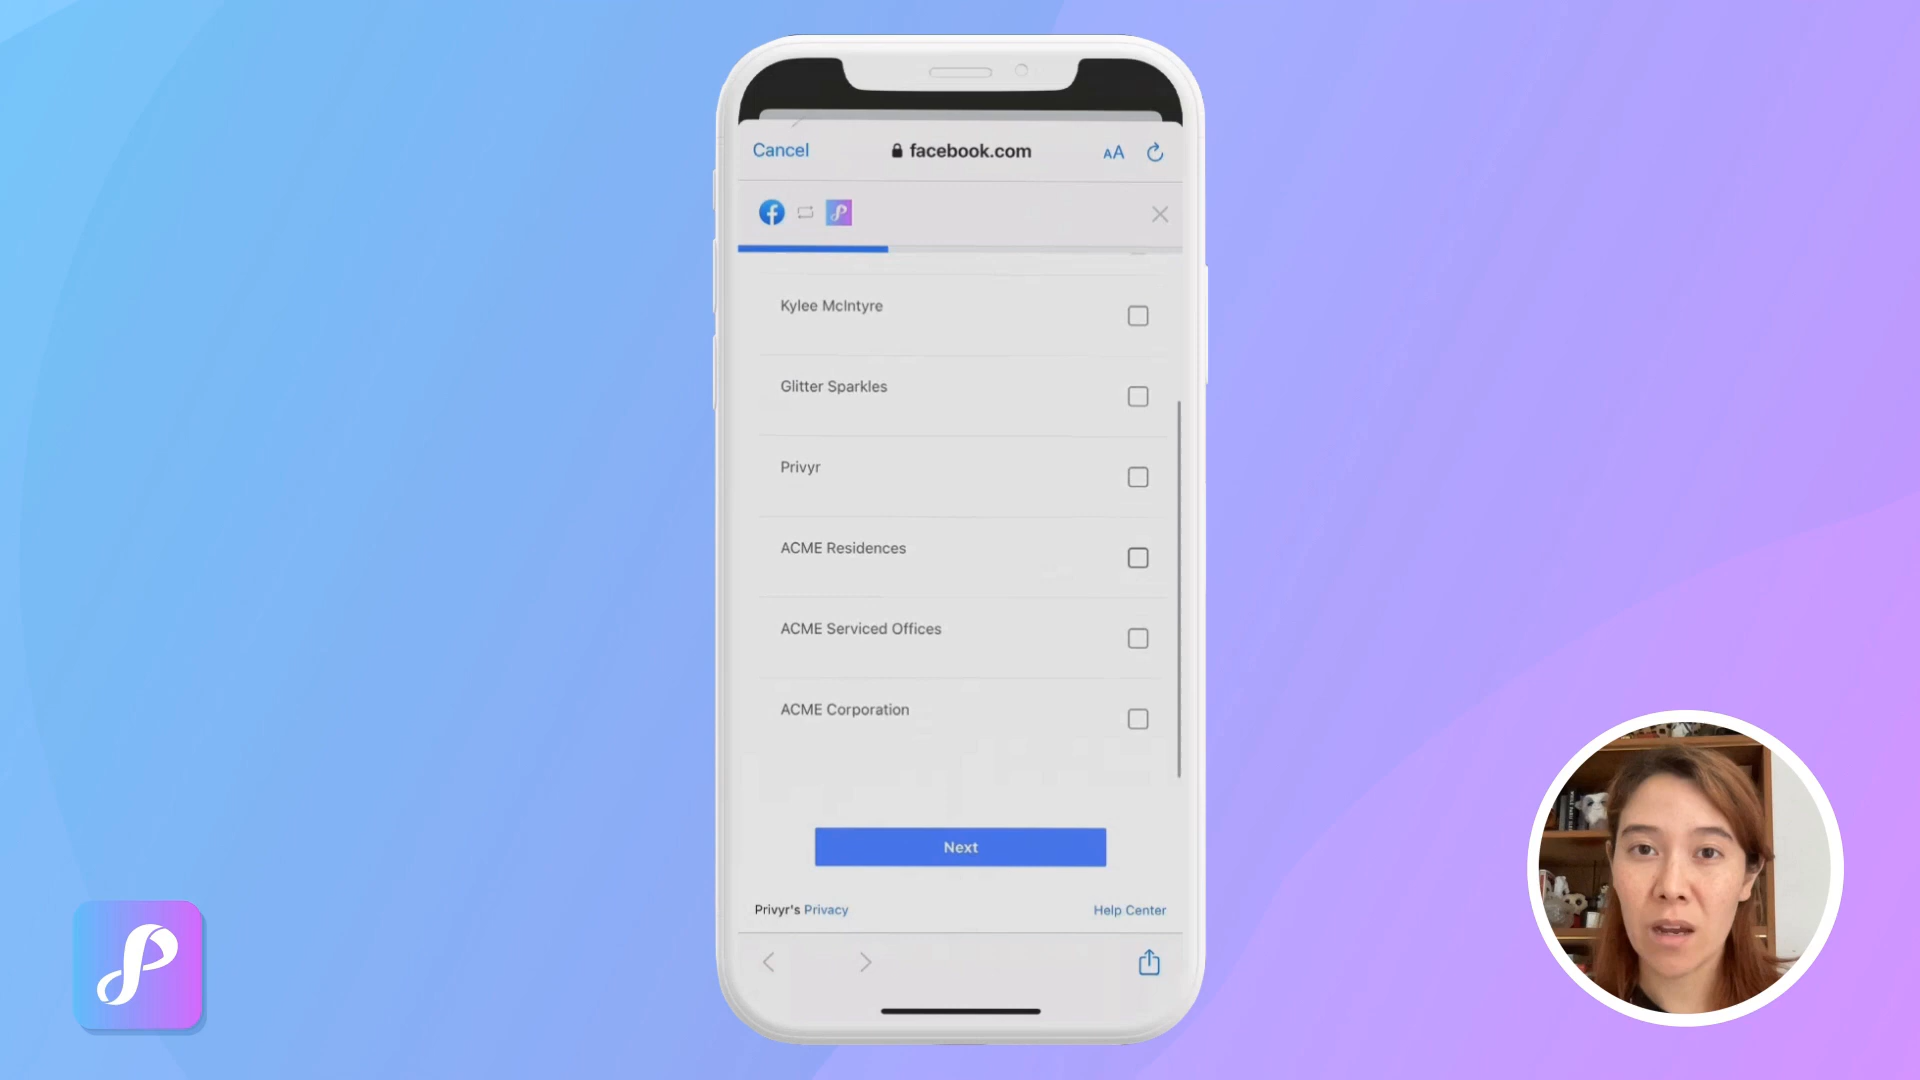 Cancel
facebook.com
AA
Kylee McIntyre
Glitter Sparkles
Privyr
ACME Residences
ACME Serviced Offices
ACME Corporation
Next
Privyr's Privacy
Help Center